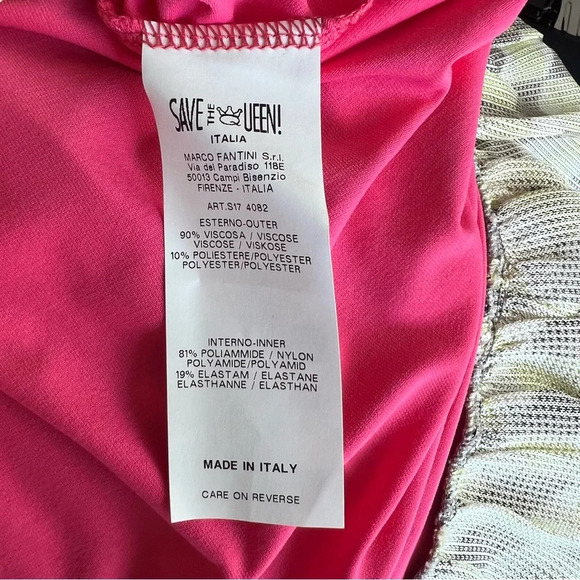 SAVE THE QUEEN!
ITALIA
MARCO FANTINI S.r.l.
Via del Paradiso 118E
50013 Campi Bisenzio
FIRENZE - ITALIA
ART.S17 4082
ESTERNO-OUTER
90% VISCOSA / VISCOSE
VISCOSE / VISKOSE
10% POLIESTERE/POLYESTER
POLYESTER/POLYESTER
INTERNO-INNER
81% POLIAMMIDE / NYLON
POLYAMIDE/POLYAMID
19% ELASTAM / ELASTANE
ELASTHANNE / ELASTHAN
MADE IN ITALY
CARE ON REVERSE